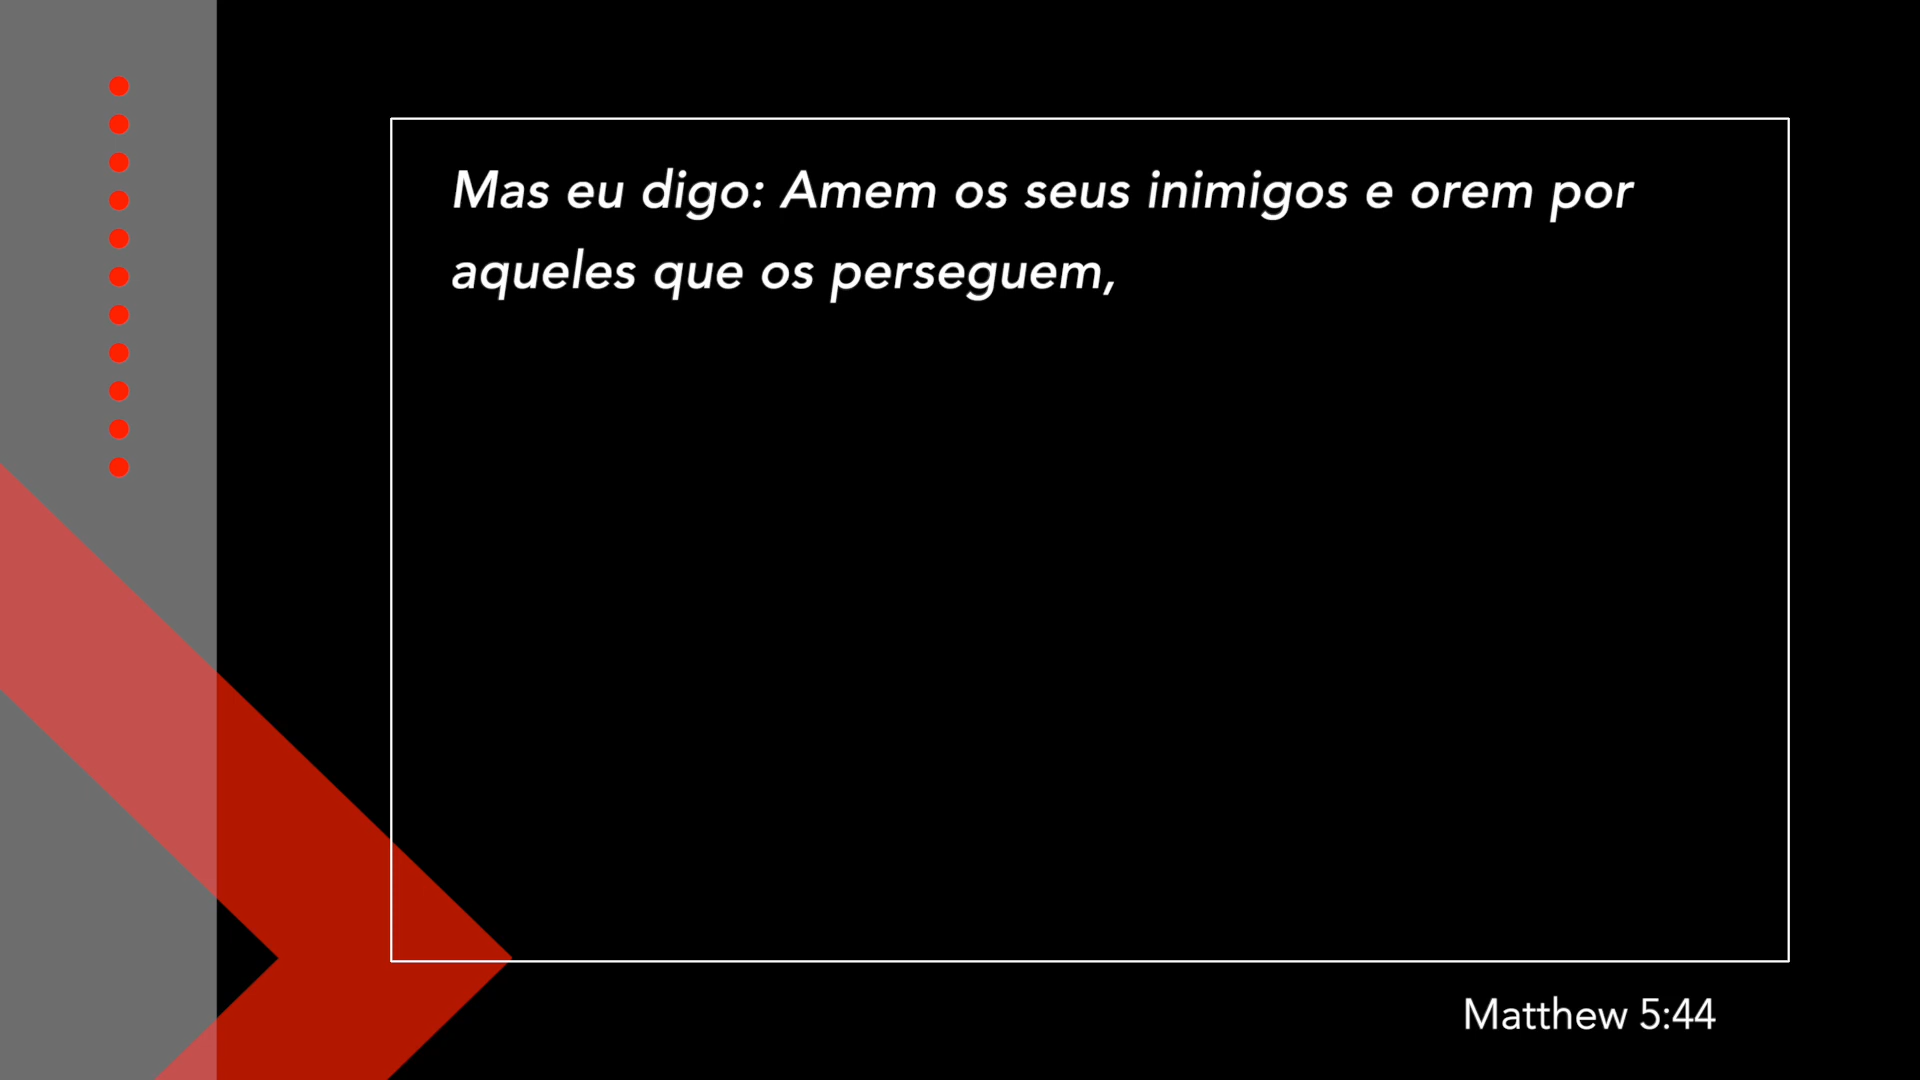 Mas eu digo: Amem os seus inimigos e orem por
aqueles que os perseguem,
Matthew 5:44